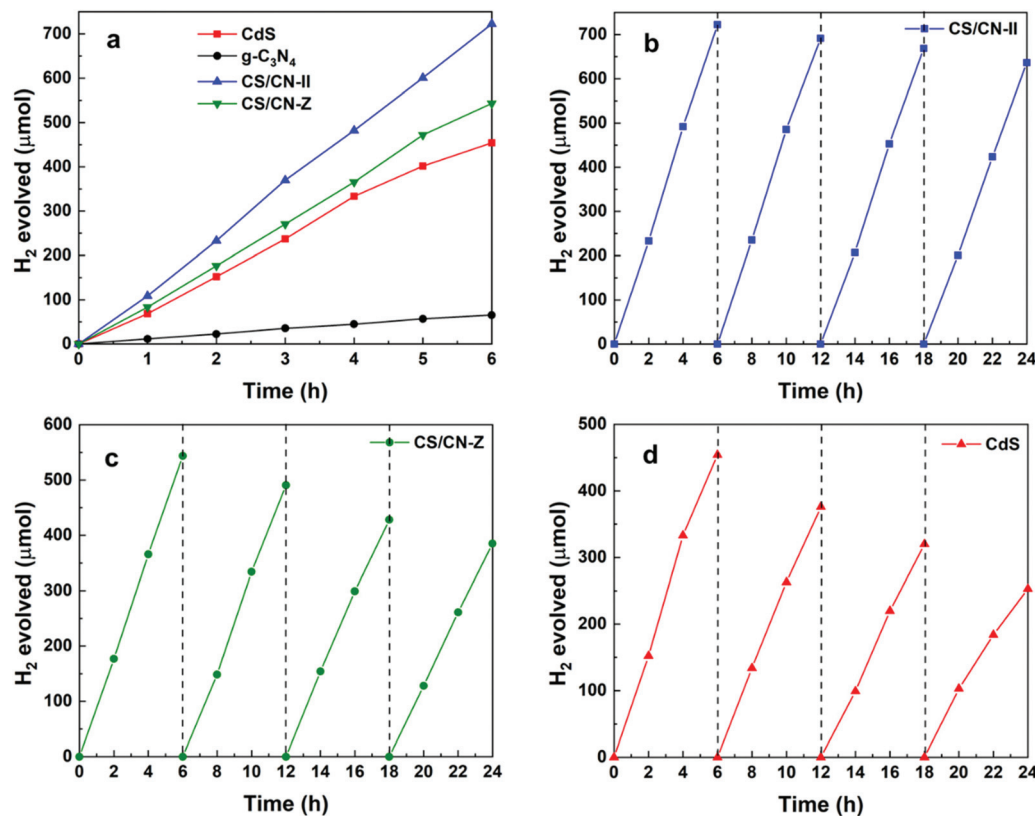 a
CdS
g-C₃N₄
CS/CN-II
CS/CN-Z
H₂ evolved (μmol)
700
600
500
400
300
200
100
0
0 1 2 3 4 5 6
Time (h)
b
CS/CN-II
H₂ evolved (μmol)
700
600
500
400
300
200
100
0
0 2 4 6 8 10 12 14 16 18 20 22 24
Time (h)
c
CS/CN-Z
H₂ evolved (μmol)
600
500
400
300
200
100
0
0 2 4 6 8 10 12 14 16 18 20 22 24
Time (h)
d
CdS
H₂ evolved (μmol)
500
400
300
200
100
0
0 2 4 6 8 10 12 14 16 18 20 22 24
Time (h)